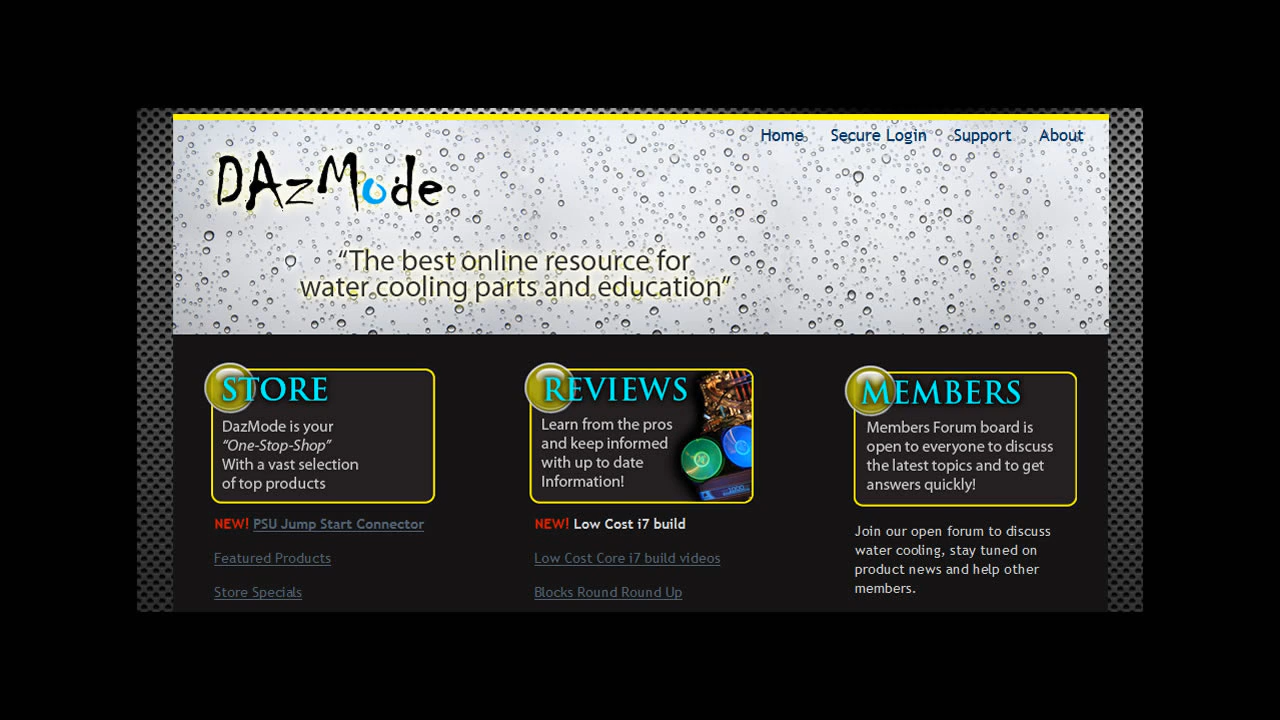 Home Secure Login Support About
DAzMode
“The best online resource for
water cooling parts and education”
STORE
DazMode is your
“One-Stop-Shop”
With a vast selection
of top products
NEW! PSU Jump Start Connector
Featured Products
Store Specials
REVIEWS
Learn from the pros
and keep informed
with up to date
Information!
NEW! Low Cost i7 build
Low Cost Core i7 build videos
Blocks Round Round Up
MEMBERS
Members Forum board is
open to everyone to discuss
the latest topics and to get
answers quickly!
Join our open forum to discuss
water cooling, stay tuned on
product news and help other
members.